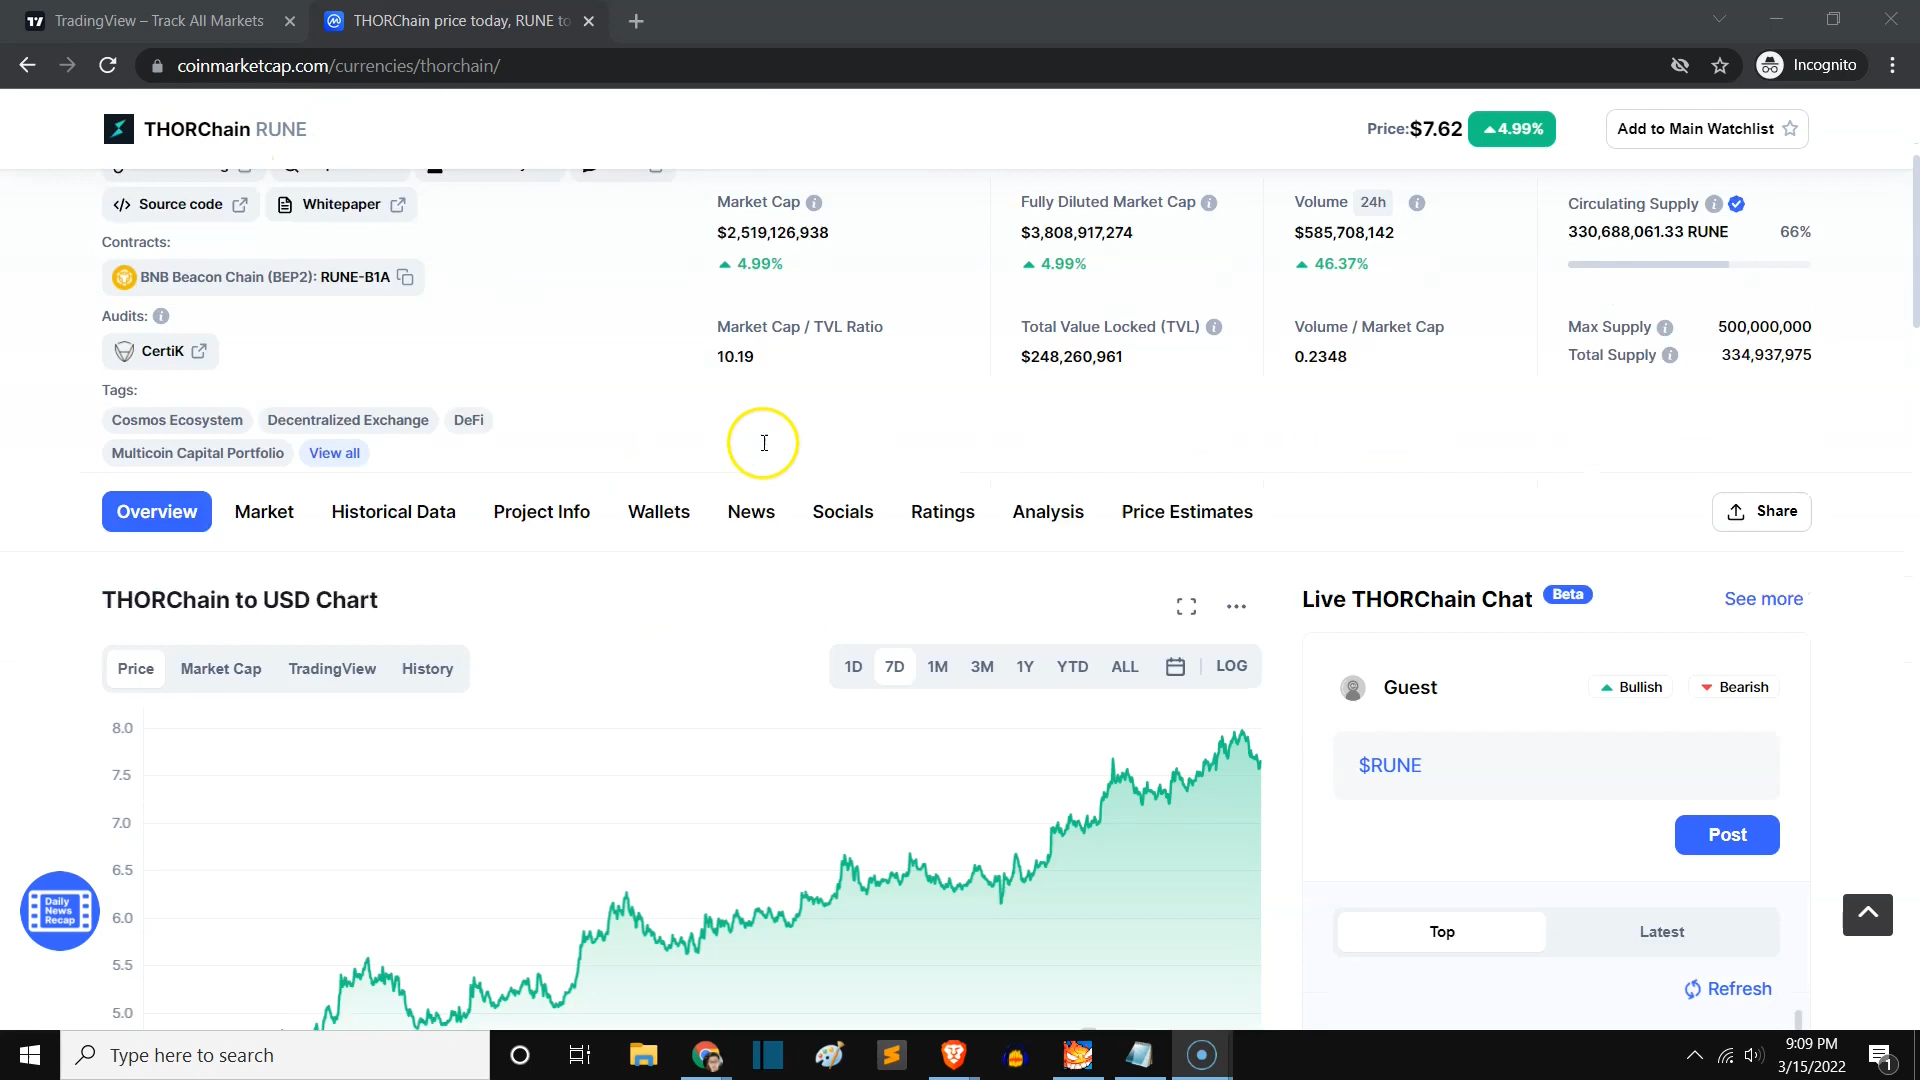 TradingView – Track All Markets
THORChain price today, RUNE to
coinmarketcap.com/currencies/thorchain/
Incognito
THORChain RUNE
Price:$7.62
4.99%
Add to Main Watchlist
Source code
Whitepaper
Contracts:
BNB Beacon Chain (BEP2): RUNE-B1A
Audits:
CertiK
Tags:
Cosmos Ecosystem
Decentralized Exchange
DeFi
Multicoin Capital Portfolio
View all
Market Cap
$2,519,126,938
4.99%
Fully Diluted Market Cap
$3,808,917,274
4.99%
Volume 24h
$585,708,142
46.37%
Circulating Supply
330,688,061.33 RUNE
66%
Market Cap / TVL Ratio
10.19
Total Value Locked (TVL)
$248,260,961
Volume / Market Cap
0.2348
Max Supply
500,000,000
Total Supply
334,937,975
Overview
Market
Historical Data
Project Info
Wallets
News
Socials
Ratings
Analysis
Price Estimates
Share
THORChain to USD Chart
Price
Market Cap
TradingView
History
1D
7D
1M
3M
1Y
YTD
ALL
LOG
8.0
7.5
7.0
6.5
6.0
5.5
5.0
Daily
News
Recap
Live THORChain Chat
Beta
See more
Guest
Bullish
Bearish
$RUNE
Post
Top
Latest
Refresh
Type here to search
9:09 PM
3/15/2022
1